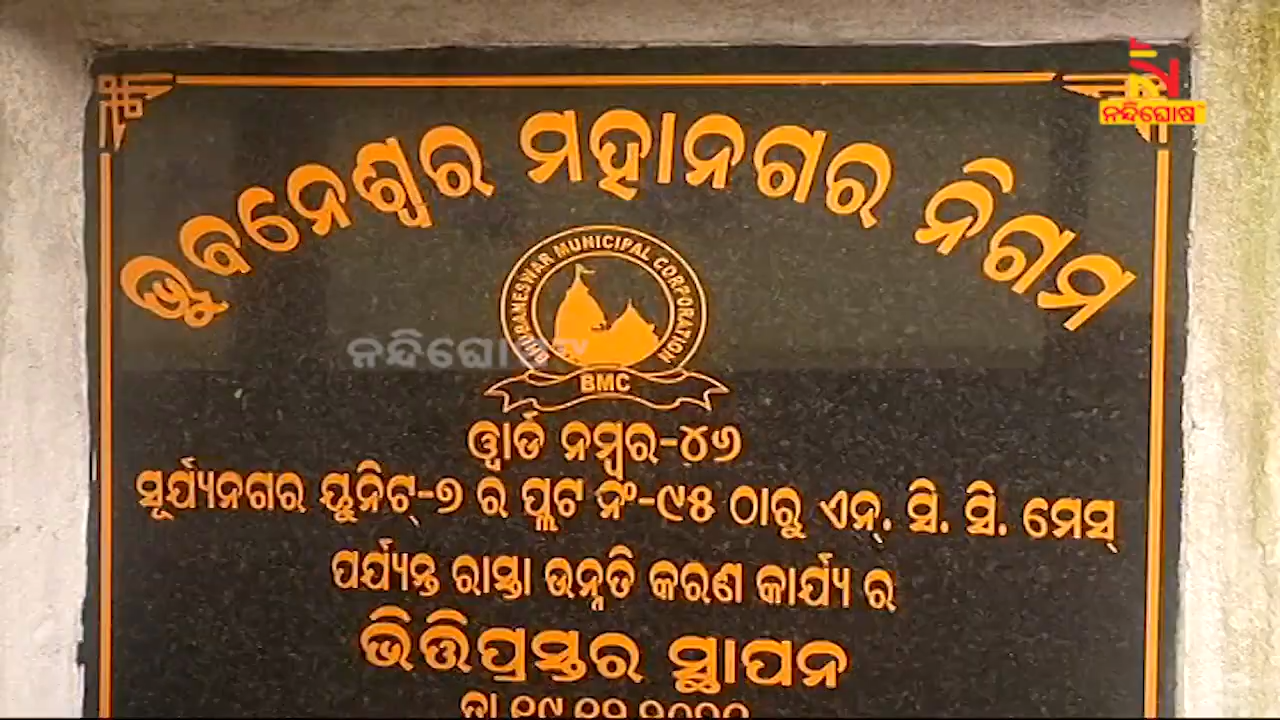 ନନ୍ଦିଘୋଷ
ଭୁବନେଶ୍ୱର ମହାନଗର ନିଗମ
BHUBANESWAR MUNICIPAL CORPORATION
BMC
ୱାର୍ଡ ନମ୍ବର-୪୬
ସୂର୍ଯ୍ୟନଗର ୟୁନିଟ୍-୭ ର ପ୍ଲଟ ନଂ-୯୫ ଠାରୁ ଏନ୍. ସି. ସି. ମେସ୍
ପର୍ଯ୍ୟନ୍ତ ରାସ୍ତା ଉନ୍ନତି କରଣ କାର୍ଯ୍ୟ ର
ଭିତ୍ତିପ୍ରସ୍ତର ସ୍ଥାପନ
ତା